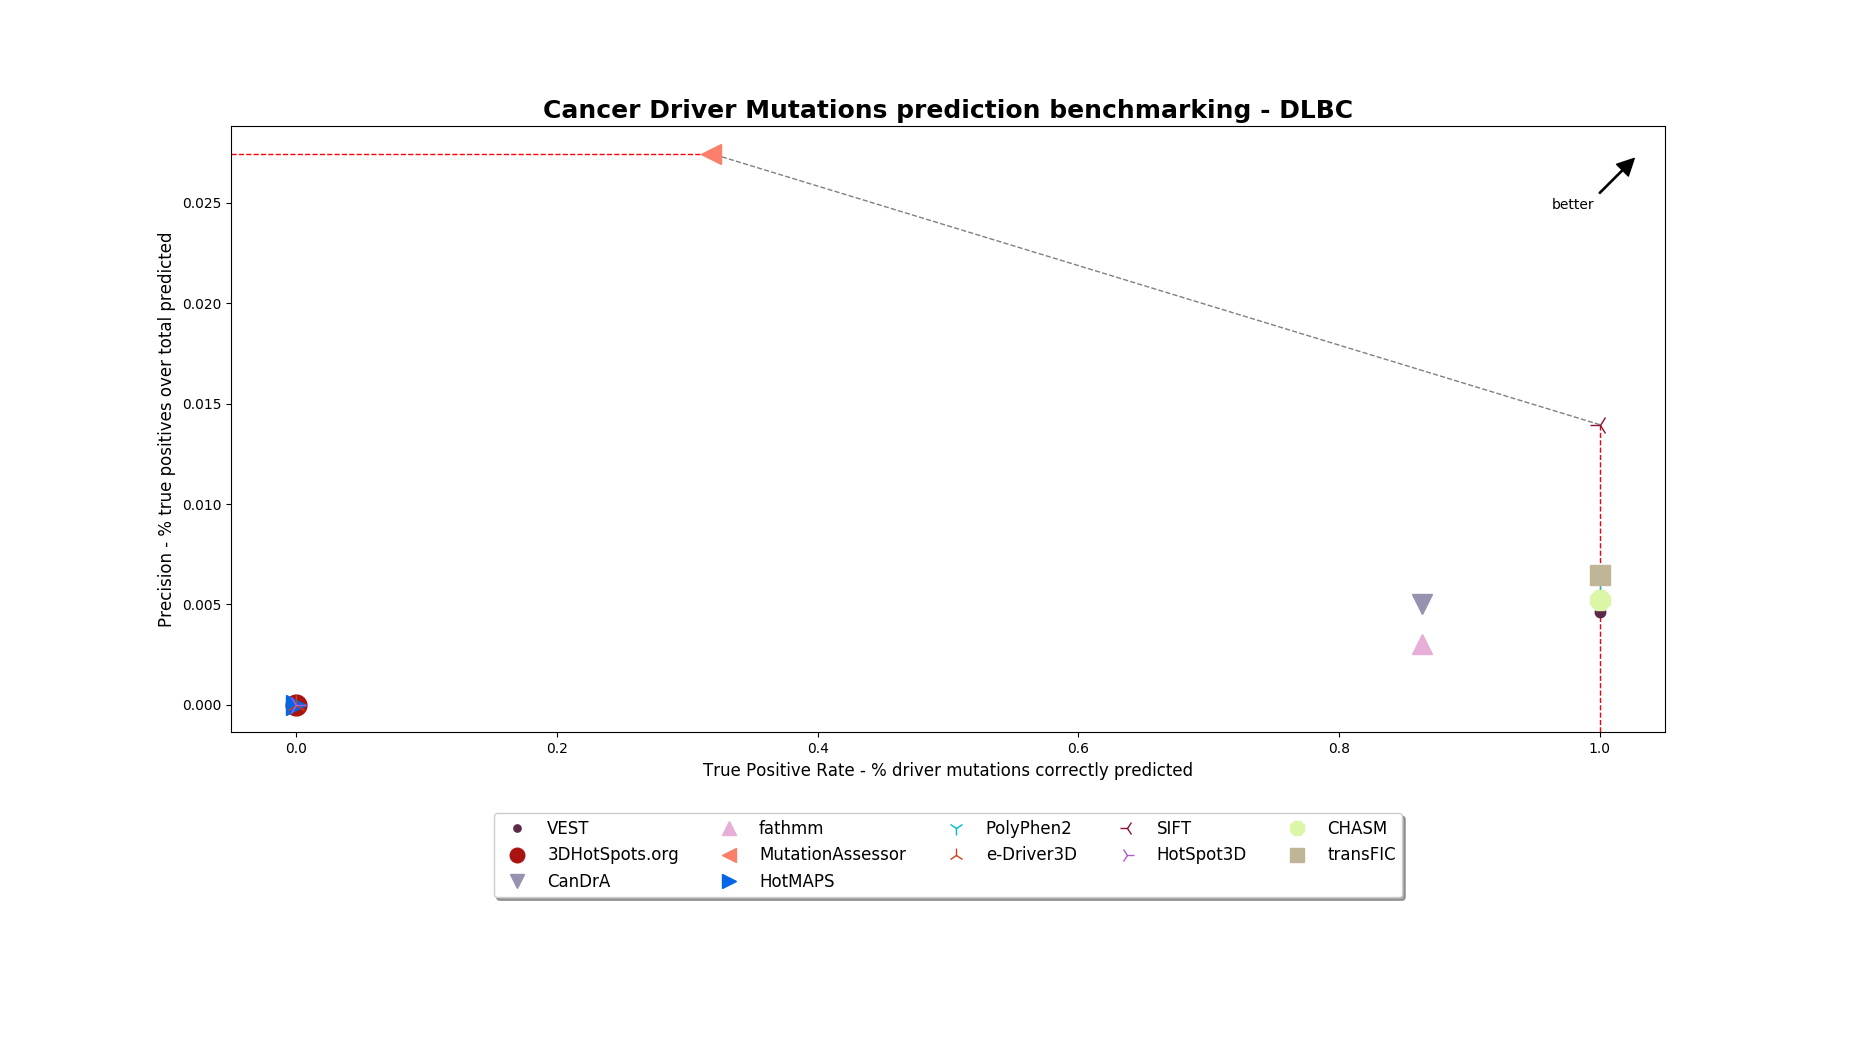 Cancer Driver Mutations prediction benchmarking - DLBC
better
Precision - % true positives over total predicted
0.025
0.020
0.015
0.010
0.005
0.000
0.0 0.2 0.4 0.6 0.8 1.0
True Positive Rate - % driver mutations correctly predicted
VEST fathmm PolyPhen2 SIFT CHASM
3DHotSpots.org MutationAssessor e-Driver3D HotSpot3D transFIC
CanDrA HotMAPS